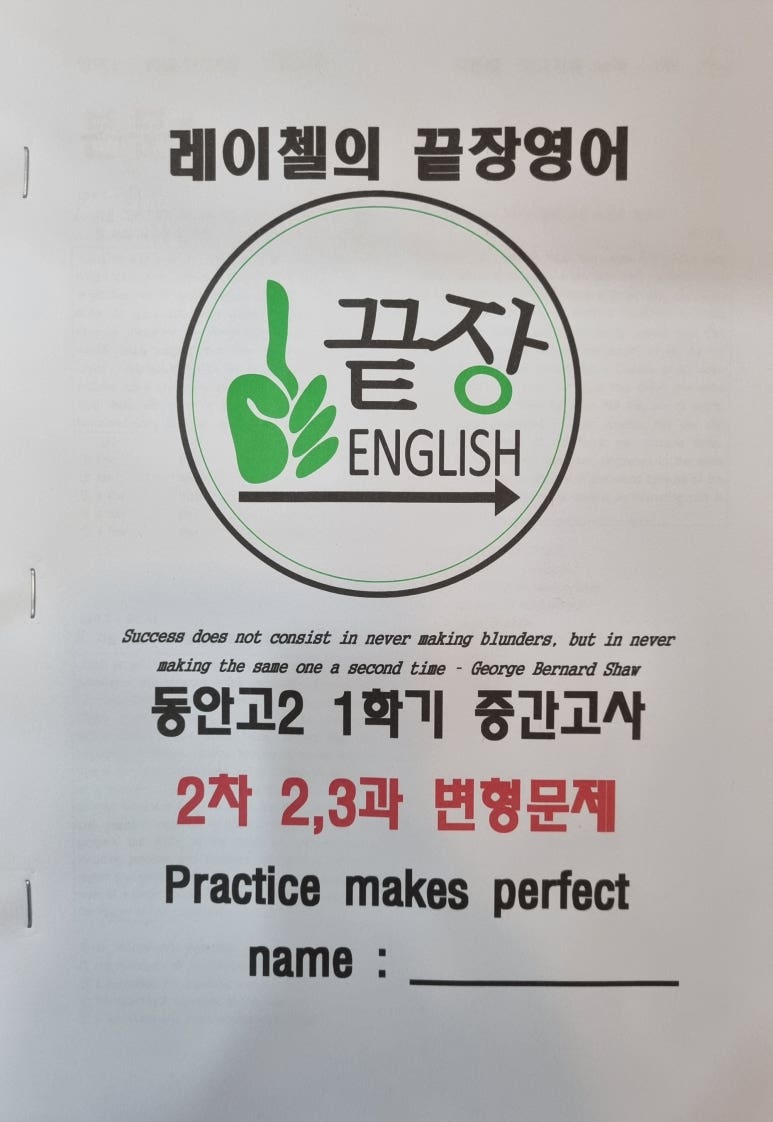 레이첼의 끝장영어
끝장
ENGLISH
Success does not consist in never making blunders, but in never
making the same one a second time - George Bernard Shaw
동안고2 1학기 중간고사
2차 2,3과 변형문제
Practice makes perfect
name :